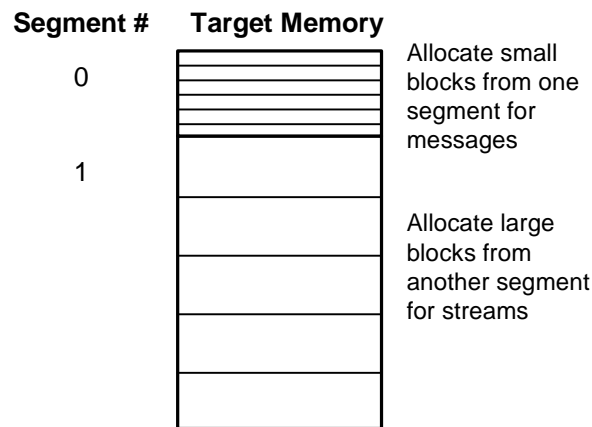 Segment # Target Memory
0
Allocate small
blocks from one
segment for
messages
1
Allocate large
blocks from
another segment
for streams